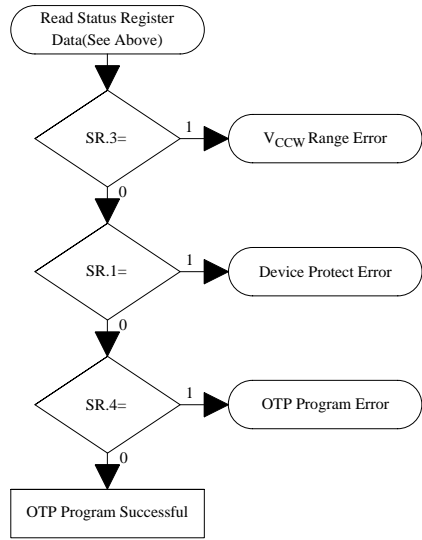 Read Status Register
Data(See Above)
SR.3=
1
VCCW Range Error
0
SR.1=
1
Device Protect Error
0
SR.4=
1
OTP Program Error
0
OTP Program Successful